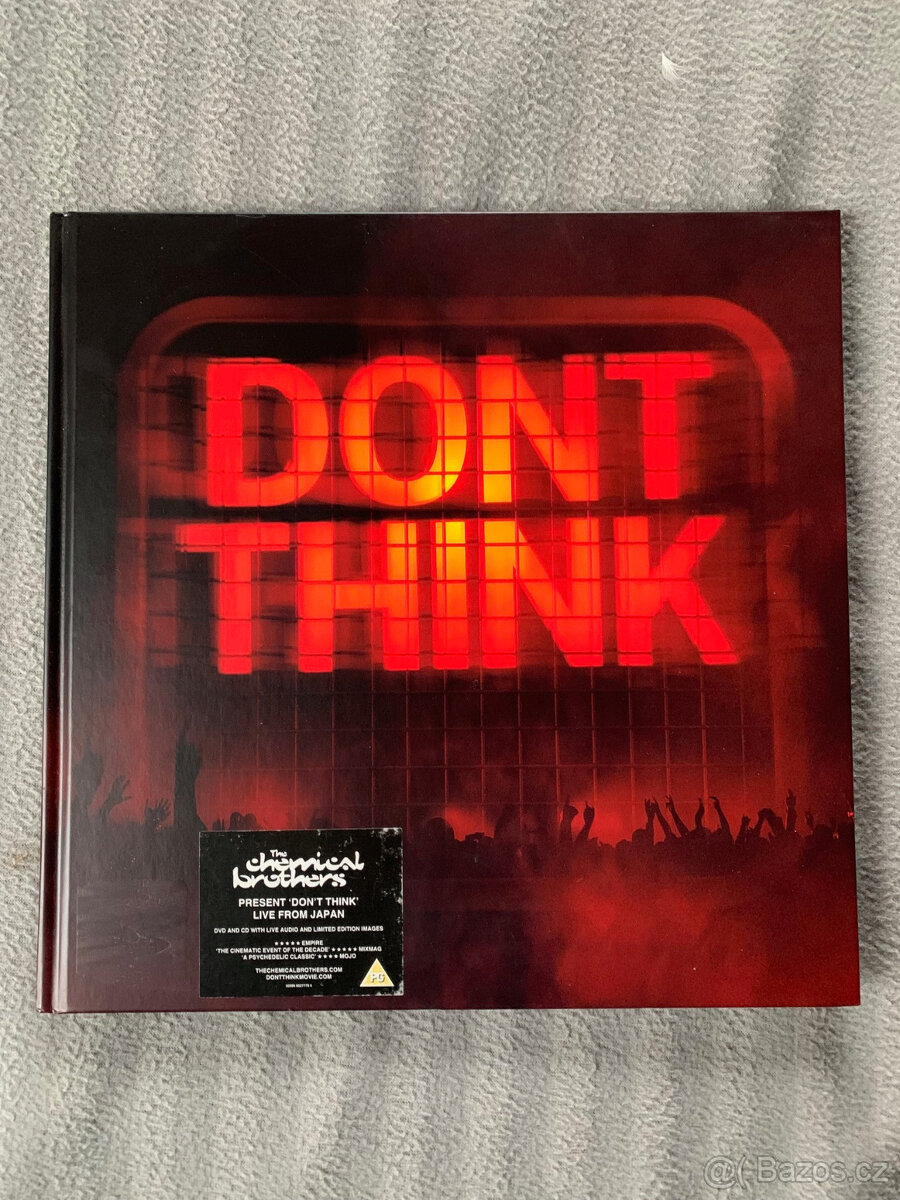 DONT
THINK
The
chemical
brothers
PRESENT 'DON'T THINK'
LIVE FROM JAPAN
DVD AND CD WITH LIVE AUDIO AND LIMITED EDITION IMAGES
★★★★★ EMPIRE
'THE CINEMATIC EVENT OF THE DECADE' ★★★★★ MIXMAG
'A PSYCHEDELIC CLASSIC' ★★★★ MOJO
THECHEMICALBROTHERS.COM
DONTTHINKMOVIE.COM
PG
@( Bazos.cz